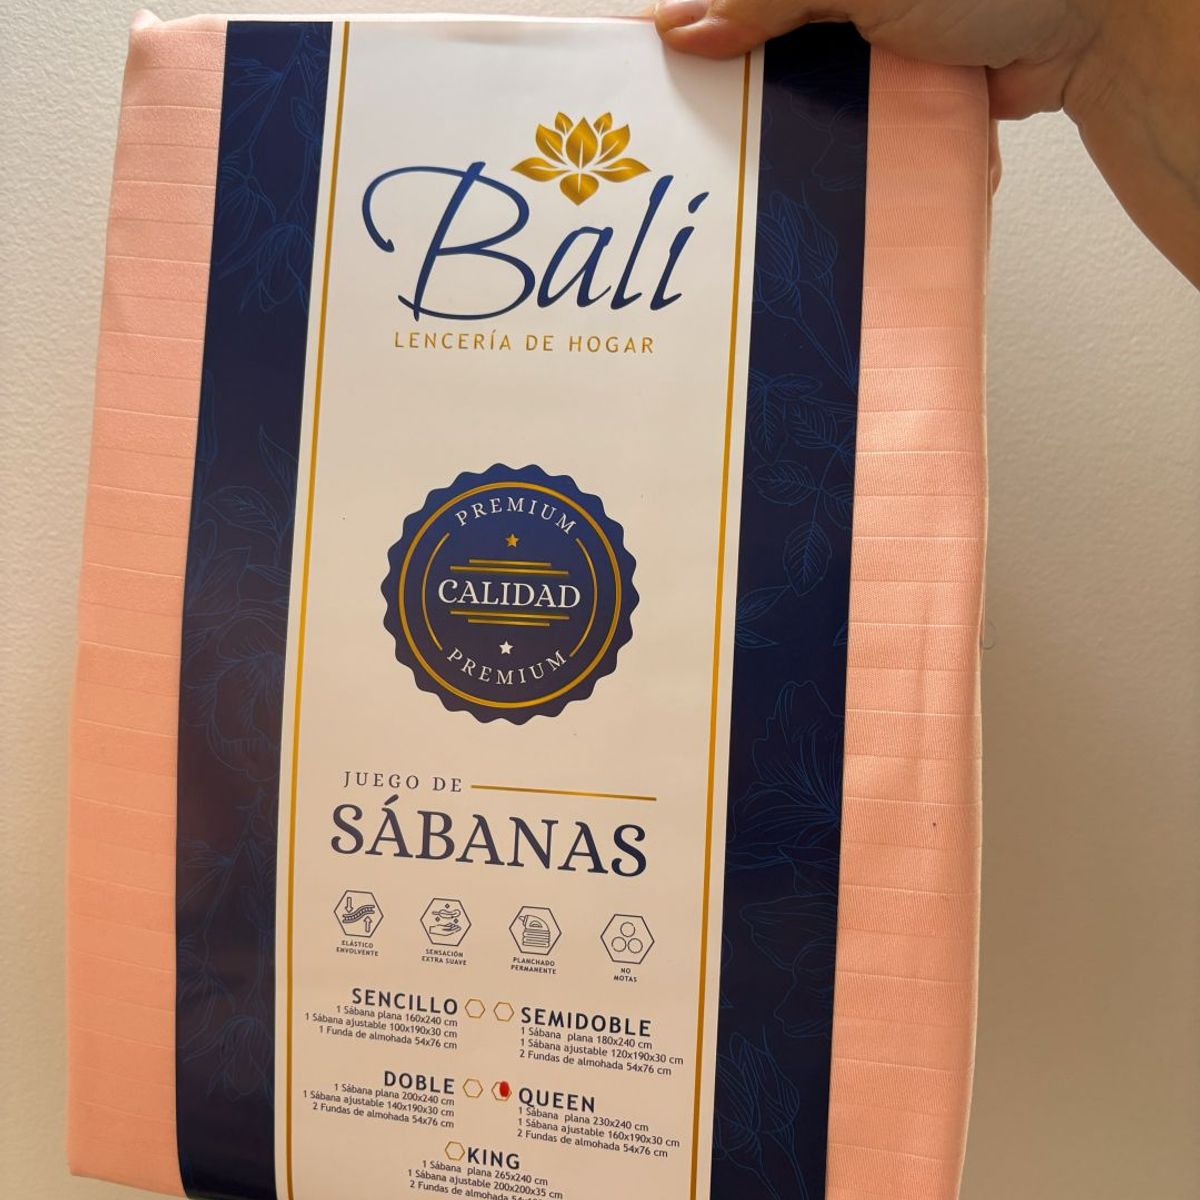 Bali
LENCERÍA DE HOGAR
PREMIUM
CALIDAD
PREMIUM
JUEGO DE
SÁBANAS
ELÁSTICO
ENVOLVENTE
SENSACIÓN
EXTRA SUAVE
PLANCHADO
PERMANENTE
NO
MOTAS
SENCILLO
1 Sábana plana 160x240 cm
1 Sábana ajustable 100x190x30 cm
1 Funda de almohada 54x76 cm
SEMIDOBLE
1 Sábana plana 180x240 cm
1 Sábana ajustable 120x190x30 cm
2 Fundas de almohada 54x76 cm
DOBLE
1 Sábana plana 200x240 cm
1 Sábana ajustable 140x190x30 cm
2 Fundas de almohada 54x76 cm
QUEEN
1 Sábana plana 230x240 cm
1 Sábana ajustable 160x190x30 cm
2 Fundas de almohada 54x76 cm
KING
1 Sábana plana 265x240 cm
1 Sábana ajustable 200x200x35 cm
2 Fundas de almohada